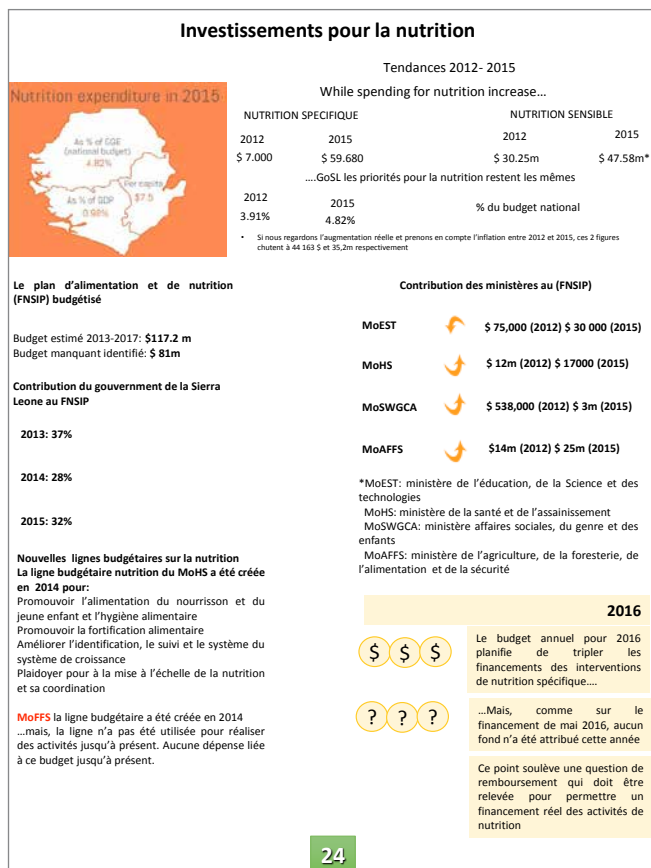 Investissements pour la nutrition
Tendances 2012- 2015
While spending for nutrition increase…
Nutrition expenditure in 2015
As % of CGE
(national budget)
4.82%
Per capita
$7.5
As % of GDP
0.98%
NUTRITION SPECIFIQUE
NUTRITION SENSIBLE
2012 2015 2012 2015
$ 7.000 $ 59.680 $ 30.25m $ 47.58m*
….GoSL les priorités pour la nutrition restent les mêmes
2012 2015
3.91% 4.82%
% du budget national
• Si nous regardons l'augmentation réelle et prenons en compte l'inflation entre 2012 et 2015, ces 2 figures
chutent à 44 163 $ et 35,2m respectivement
Le plan d'alimentation et de nutrition
(FNSIP) budgétisé
Budget estimé 2013-2017: $117.2 m
Budget manquant identifié: $ 81m
Contribution du gouvernment de la Sierra
Leone au FNSIP
2013: 37%
2014: 28%
2015: 32%
Nouvelles lignes budgétaires sur la nutrition
La ligne budgétaire nutrition du MoHS a été créée
en 2014 pour:
Promouvoir l'alimentation du nourrisson et du
jeune enfant et l'hygiène alimentaire
Promouvoir la fortification alimentaire
Améliorer l'identification, le suivi et le système du
système de croissance
Plaidoyer pour à la mise à l'échelle de la nutrition
et sa coordination
MoFFS la ligne budgétaire a été créée en 2014
…mais, la ligne n'a pas été utilisée pour réaliser
des activités jusqu'à présent. Aucune dépense liée
à ce budget jusqu'à présent.
Contribution des ministères au (FNSIP)
MoEST $ 75,000 (2012) $ 30 000 (2015)
MoHS $ 12m (2012) $ 17000 (2015)
MoSWGCA $ 538,000 (2012) $ 3m (2015)
MoAFFS $14m (2012) $ 25m (2015)
*MoEST: ministère de l'éducation, de la Science et des
technologies
MoHS: ministère de la santé et de l'assainissement
MoSWGCA: ministère affaires sociales, du genre et des
enfants
MoAFFS: ministère de l'agriculture, de la foresterie, de
l'alimentation et de la sécurité
2016
$ $ $
Le budget annuel pour 2016
planifie de tripler les
financements des interventions
de nutrition spécifique….
? ? ?
…Mais, comme sur le
financement de mai 2016, aucun
fond n'a été attribué cette année
Ce point soulève une question de
remboursement qui doit être
relevée pour permettre un
financement réel des activités de
nutrition
24